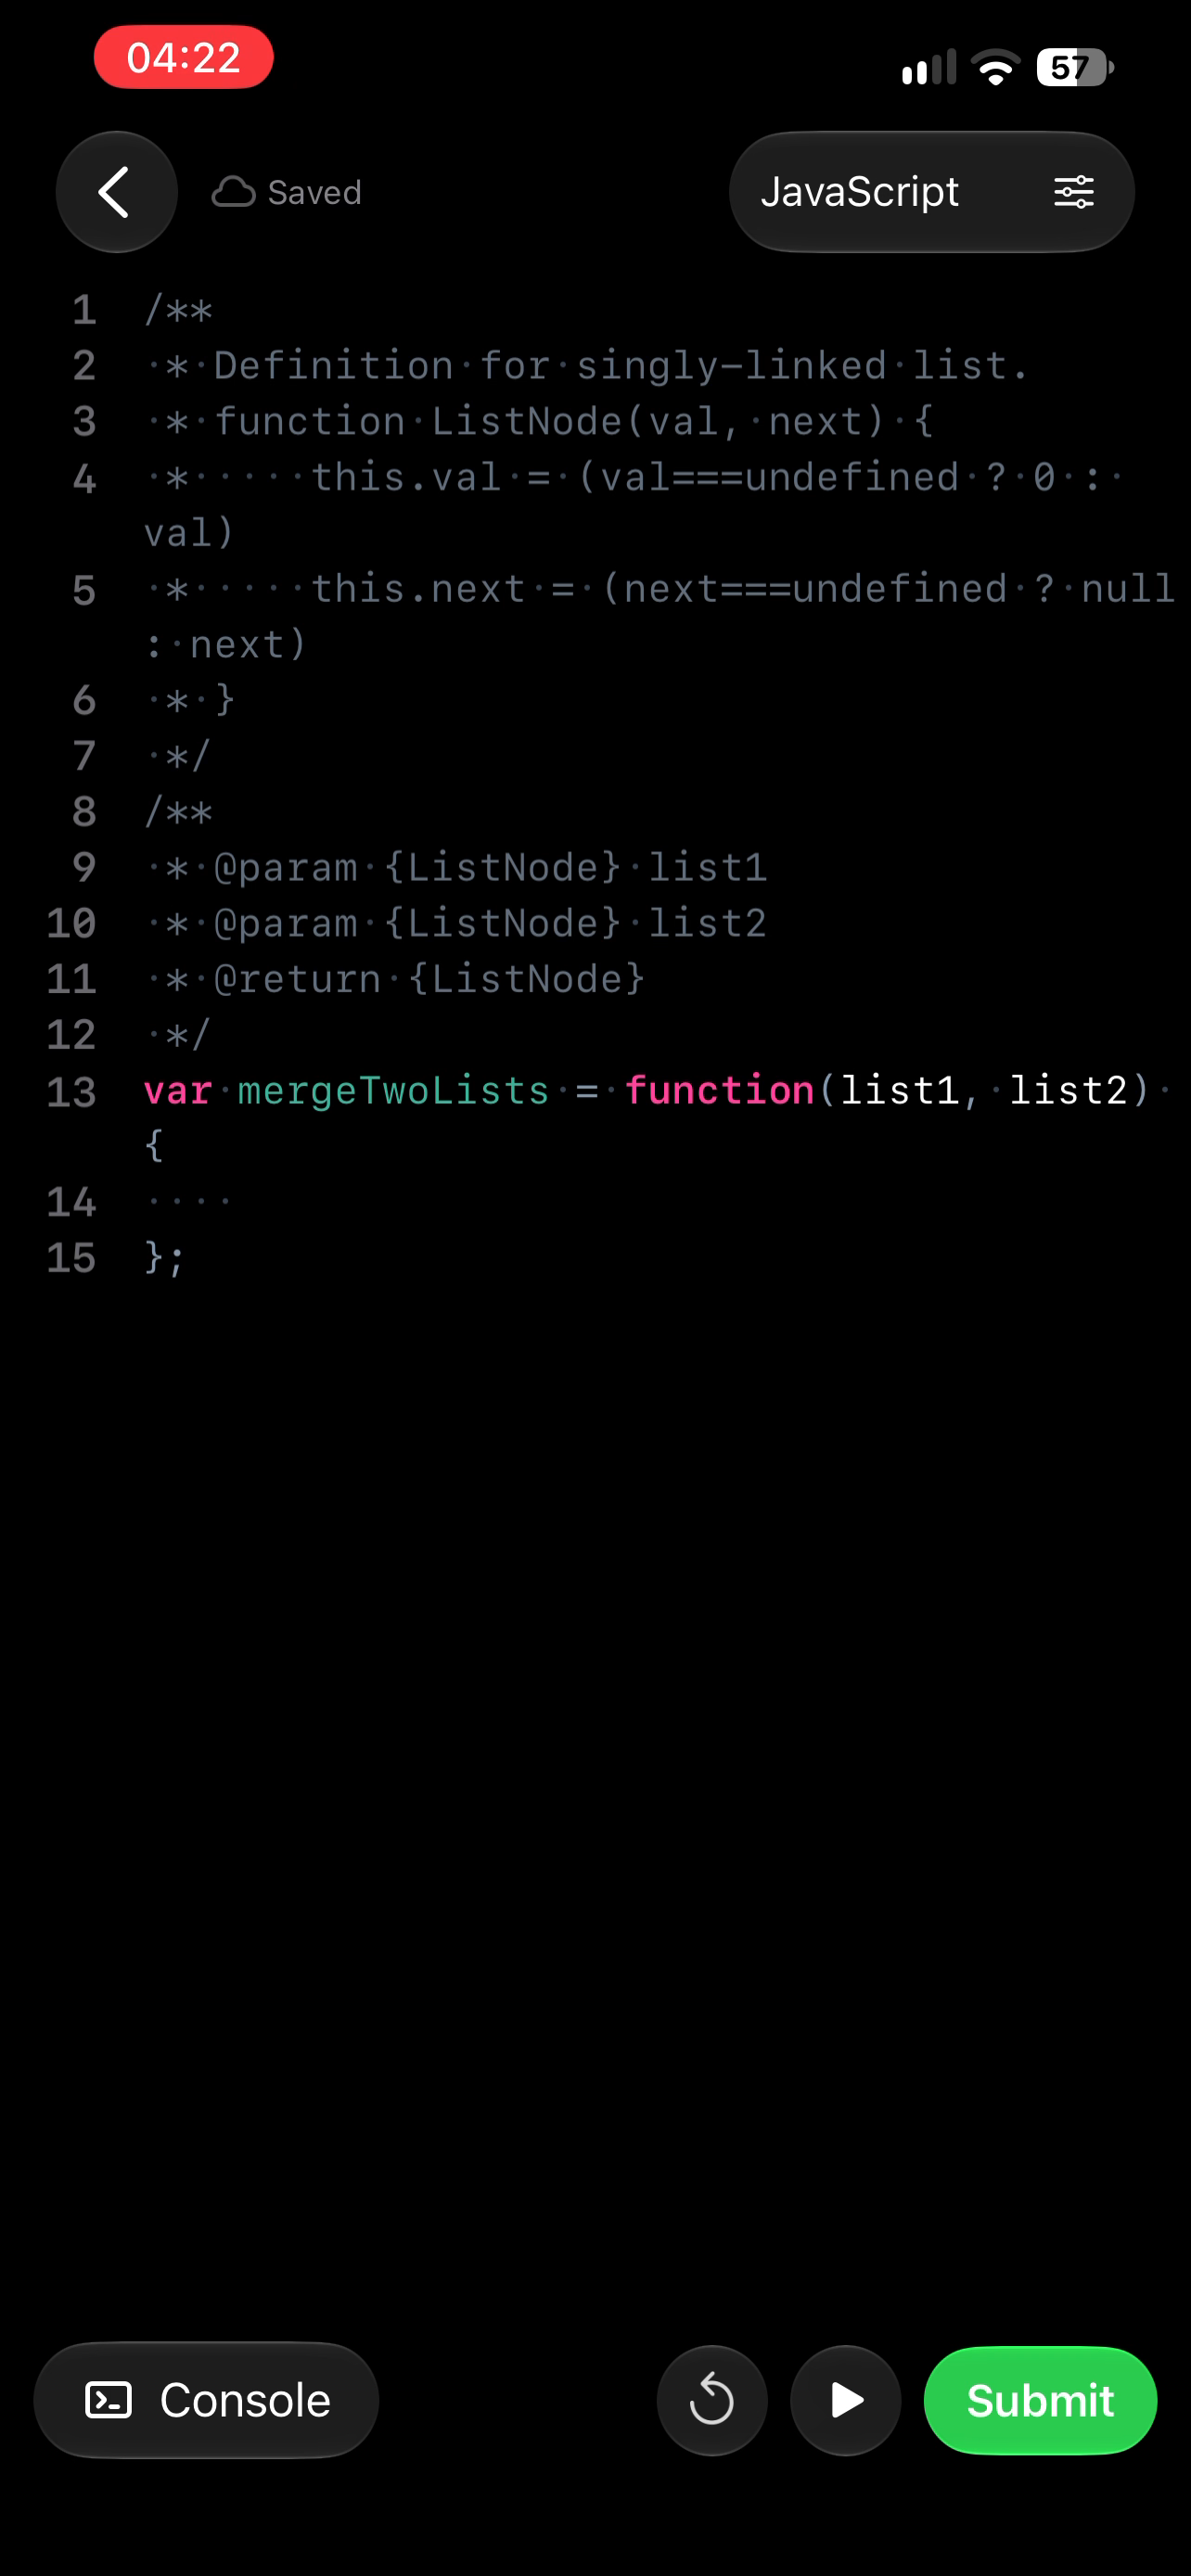 04:22
57
Saved
JavaScript
1 /**
2  * Definition for singly-linked list.
3  * function ListNode(val, next) {
4  *     this.val = (val===undefined ? 0 : 
val)
5  *     this.next = (next===undefined ? null
: next)
6  * }
7  */
8 /**
9  * @param {ListNode} list1
10  * @param {ListNode} list2
11  * @return {ListNode}
12  */
13 var mergeTwoLists = function(list1, list2) 
{
14
15 };
Console
Submit